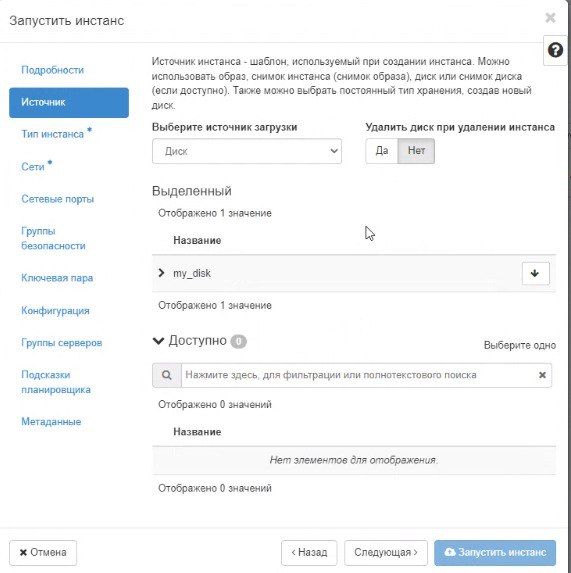 Запустить инстанс
Подробности
Источник
Тип инстанса *
Сети *
Сетевые порты
Группы
безопасности
Ключевая пара
Конфигурация
Группы серверов
Подсказки
планировщика
Метаданные
Источник инстанса - шаблон, используемый при создании инстанса. Можно
использовать образ, снимок инстанса (снимок образа), диск или снимок диска
(если доступно). Также можно выбрать постоянный тип хранения, создав новый
диск.
Выберите источник загрузки
Удалить диск при удалении инстанса
Диск
Да Нет
Выделенный
Отображено 1 значение
Название
my_disk
Отображено 1 значение
Доступно 0
Выберите одно
Нажмите здесь, для фильтрации или полнотекстового поиска
Отображено 0 значений
Название
Нет элементов для отображения.
Отображено 0 значений
Отмена
‹ Назад
Следующая ›
Запустить инстанс